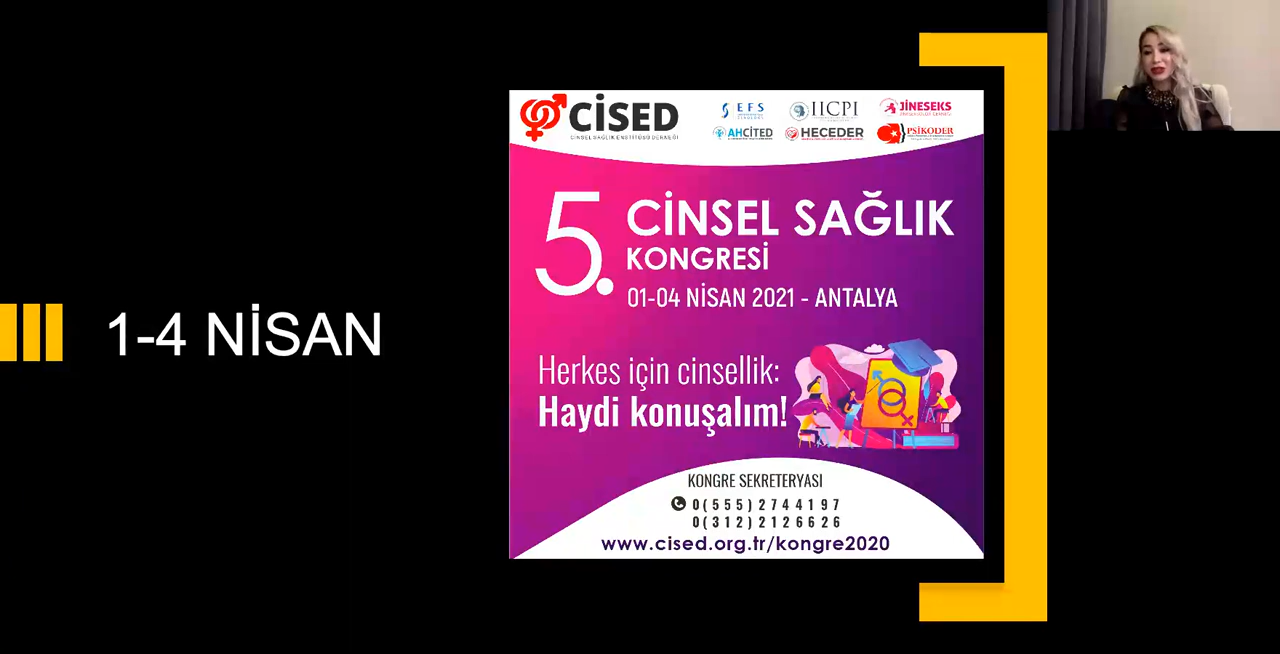 1-4 NİSAN
CİSED
CİNSEL SAĞLIK ENSTİTÜSÜ DERNEĞİ
EFS
IICPI
JİNESEKS
AHCİTED
HECEDER
PSİKODER
5. CİNSEL SAĞLIK
KONGRESİ
01-04 NİSAN 2021 - ANTALYA
Herkes için cinsellik:
Haydi konuşalım!
KONGRE SEKRETERYASI
0(555)2744197
0(312)2126626
www.cised.org.tr/kongre2020